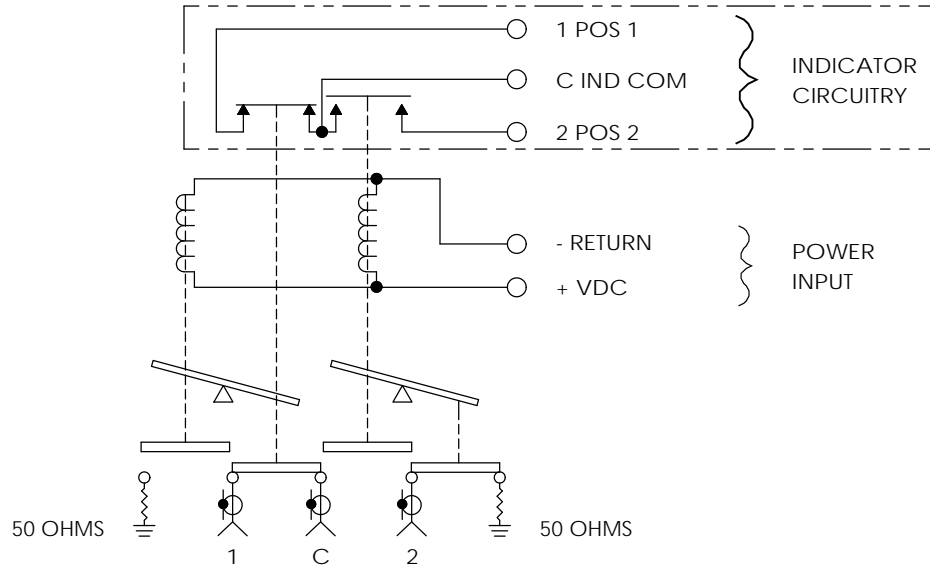 1 POS 1
C IND COM
2 POS 2
INDICATOR
CIRCUITRY
- RETURN
+ VDC
POWER
INPUT
50 OHMS
50 OHMS
1
C
2